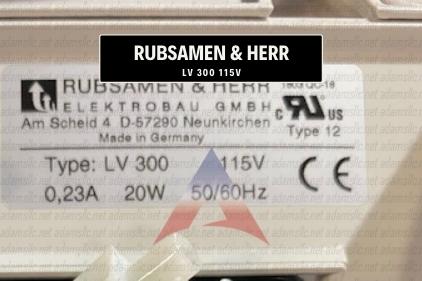 RUBSAMEN & HERR
LV 300 115V
RUBSAMEN & HERR
ELEKTROBAU GMBH
Am Scheid 4 D-57290 Neunkirchen
Made in Germany
C US
Type 12
Type: LV 300 115V
0,23A 20W 50/60Hz
CE